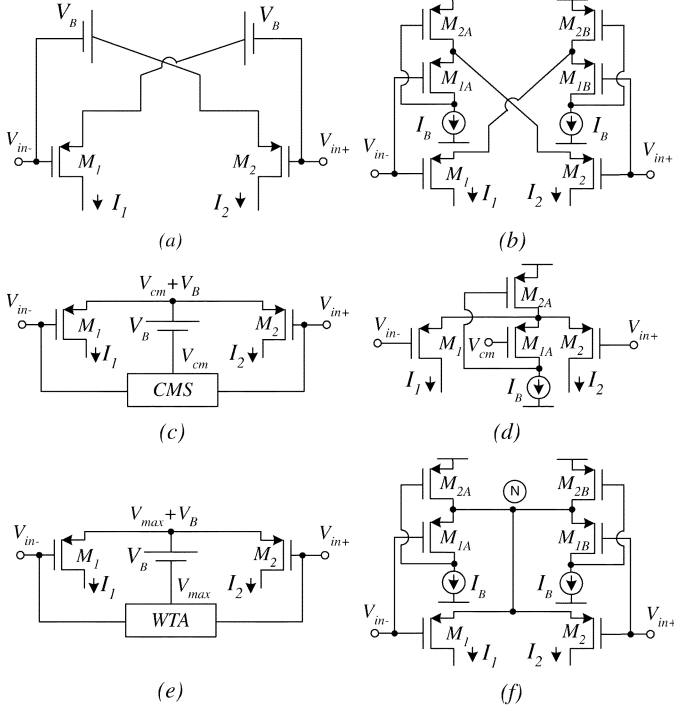 V_B V_B
V_in- M_1 M_2 V_in+
I_1 I_2
(a)
M_2A M_2B
M_1A M_1B
I_B I_B
V_in- M_1 M_2 V_in+
I_1 I_2
(b)
V_cm+V_B
V_in- M_1 V_B M_2 V_in+
I_1 V_cm I_2
CMS
(c)
M_2A
V_in- M_1 V_cm M_1A M_2 V_in+
I_1 I_B I_2
(d)
V_max+V_B
V_in- M_1 V_B M_2 V_in+
I_1 V_max I_2
WTA
(e)
M_2A N M_2B
M_1A M_1B
I_B I_B
V_in- M_1 M_2 V_in+
I_1 I_2
(f)